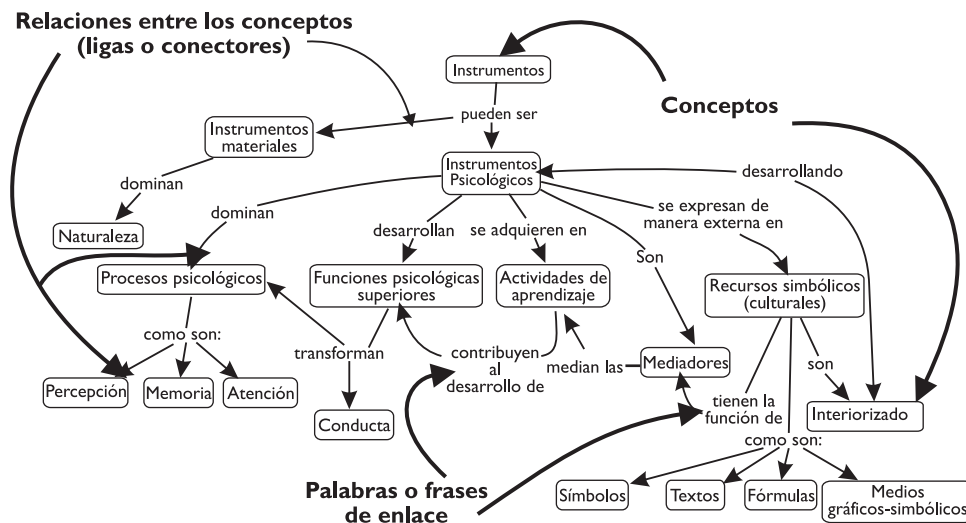 Relaciones entre los conceptos
(ligas o conectores)
Instrumentos
Conceptos
pueden ser
Instrumentos
materiales
Instrumentos
Psicológicos
desarrollando
dominan
dominan
se expresan de
manera externa en
Naturaleza
desarrollan
se adquieren en
Son
Procesos psicológicos
Funciones psicológicas
superiores
Actividades de
aprendizaje
Recursos simbólicos
(culturales)
como son:
transforman
contribuyen
al
desarrollo de
median las
Mediadores
son
Percepción
Memoria
Atención
tienen la
función de
Interiorizado
Conducta
como son:
Palabras o frases
de enlace
Símbolos
Textos
Fórmulas
Medios
gráficos-simbólicos